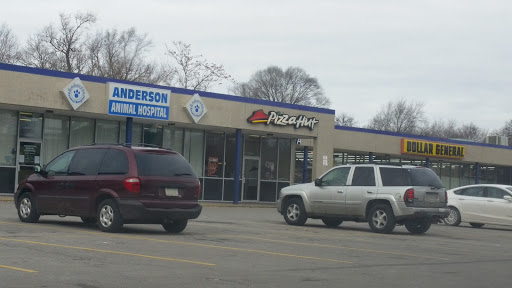 ANDERSON
ANIMAL HOSPITAL
Pizza Hut
DOLLAR GENERAL